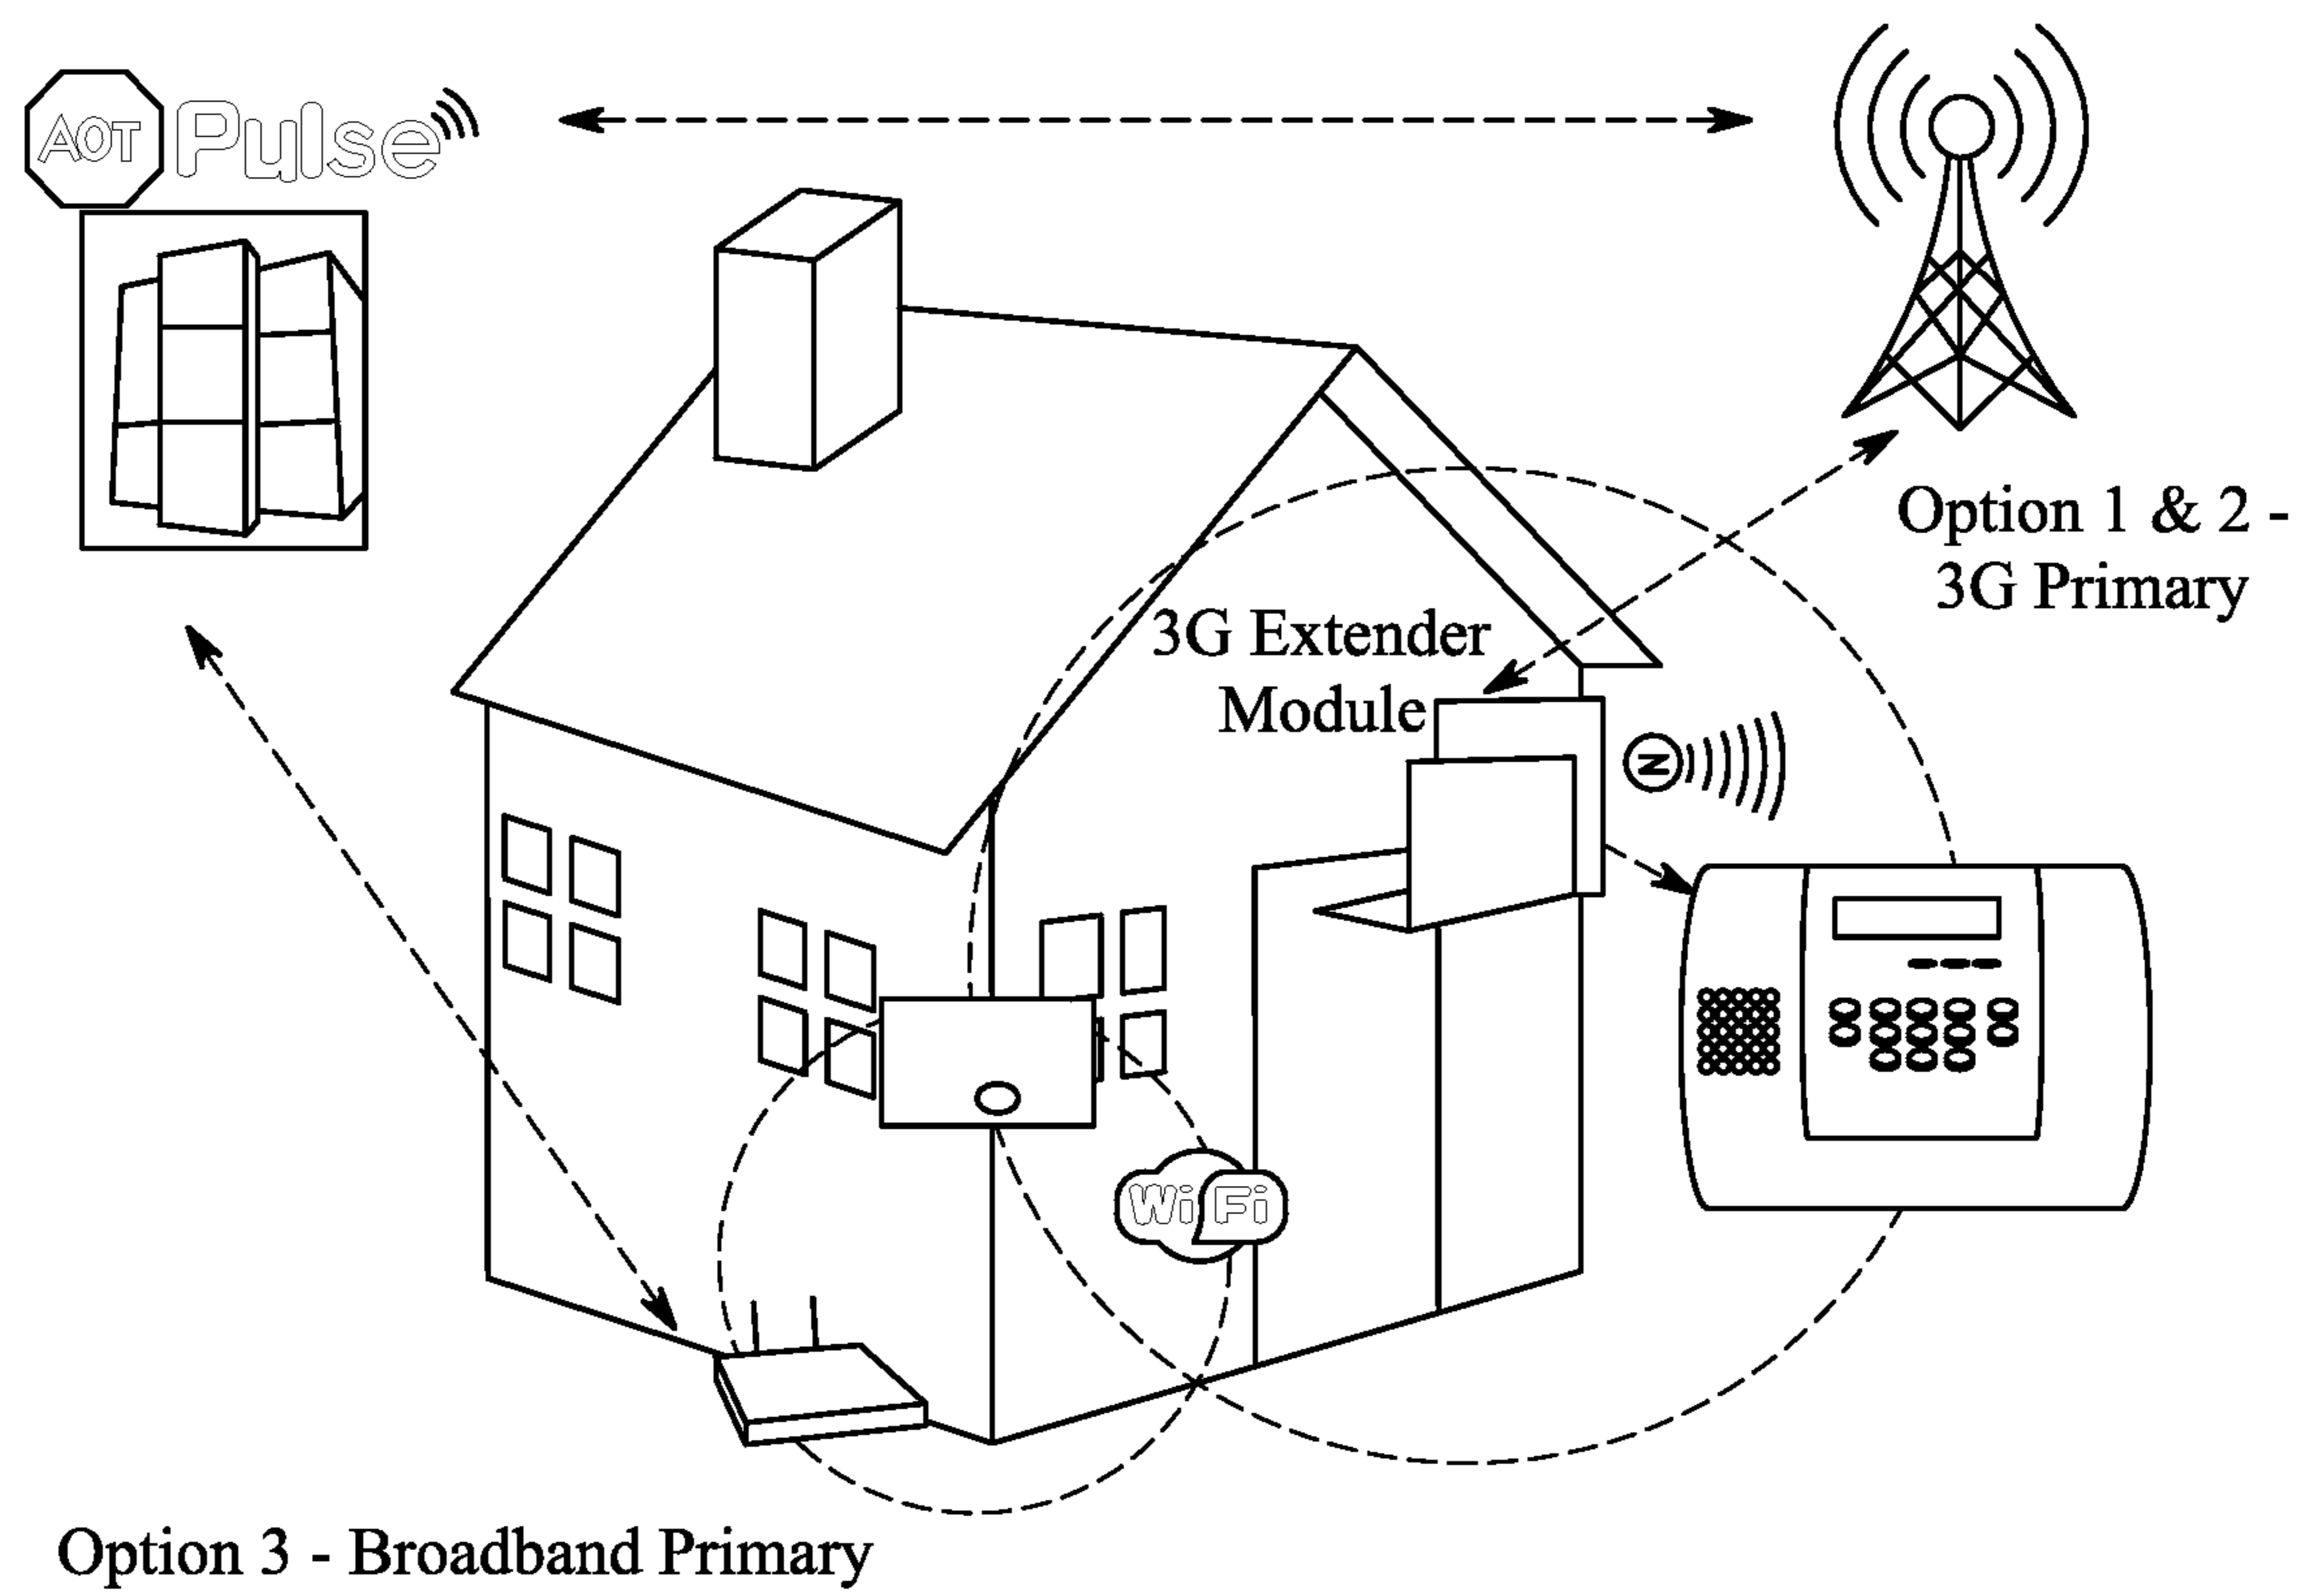 AOT Pulse
Option 1 & 2 -
3G Primary
3G Extender
Module
N
Wi Fi
Option 3 - Broadband Primary